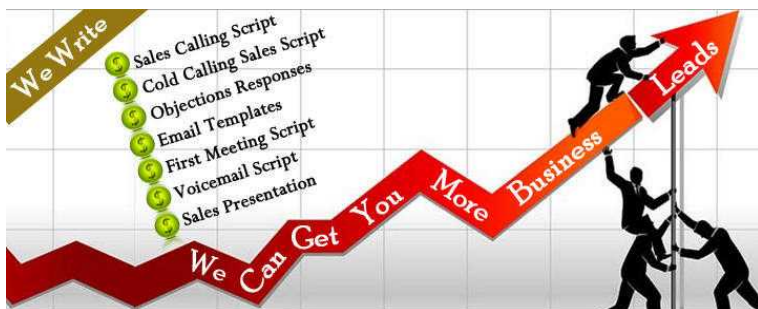 We Write
Sales Calling Script
Cold Calling Sales Script
Objections Responses
Email Templates
First Meeting Script
Voicemail Script
Sales Presentation
We Can Get You More Business Leads